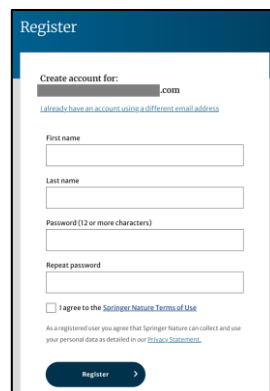 Register
Create account for:
.com
I already have an account using a different email address
First name
Last name
Password (12 or more characters)
Repeat password
I agree to the Springer Nature Terms of Use
As a registered user you agree that Springer Nature can collect and use
your personal data as detailed in our Privacy Statement.
Register